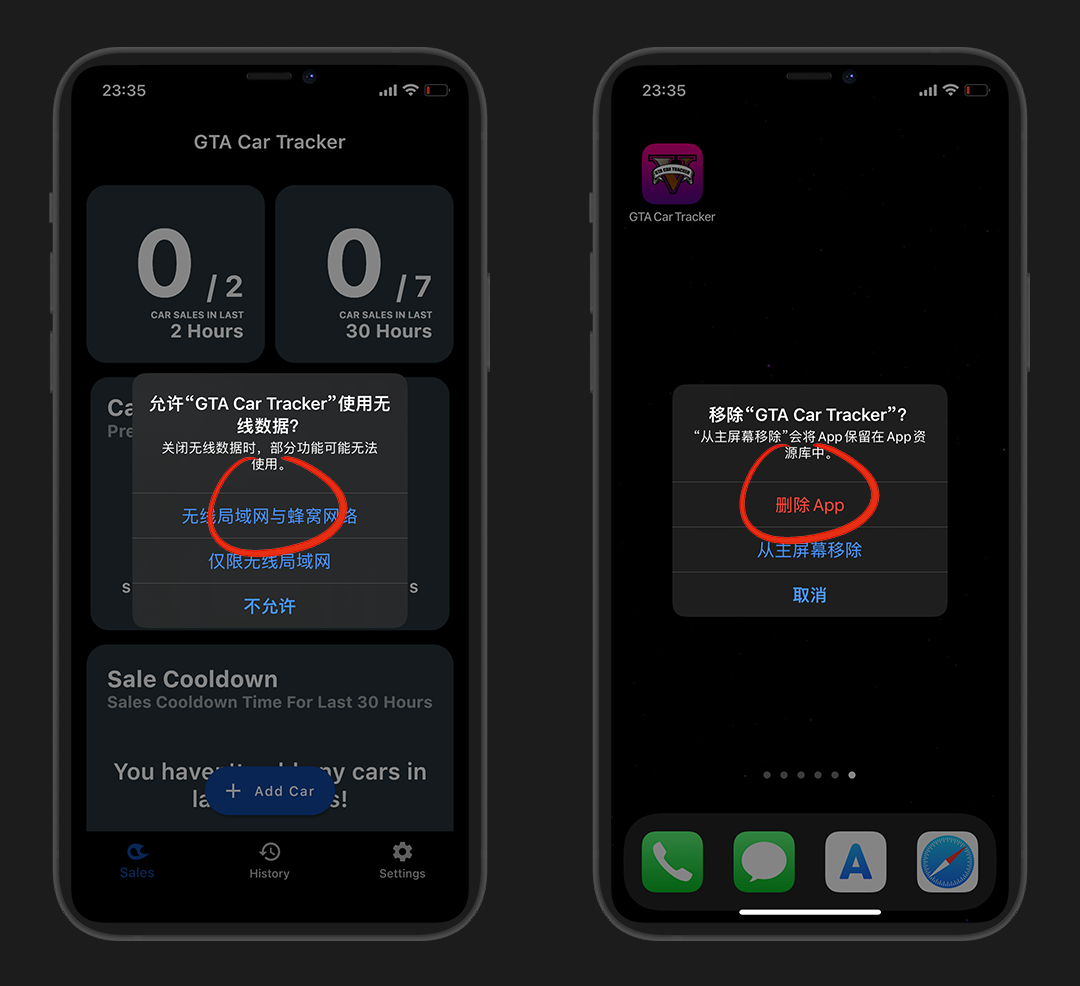 23:35
GTA Car Tracker
0 / 2
CAR SALES IN LAST
2 Hours
0 / 7
CAR SALES IN LAST
30 Hours
Ca
Pre
允许“GTA Car Tracker”使用无
线数据?
关闭无线数据时，部分功能可能无法
使用。
无线局域网与蜂窝网络
仅限无线局域网
s
s
不允许
Sale Cooldown
Sales Cooldown Time For Last 30 Hours
You haven't add any cars in
la s!
+ Add Car
Sales
History
Settings
23:35
GTA CAR TRACKER
GTA Car Tracker
移除“GTA Car Tracker”?
“从主屏幕移除”会将 App 保留在 App 资
源库中。
删除 App
从主屏幕移除
取消
A